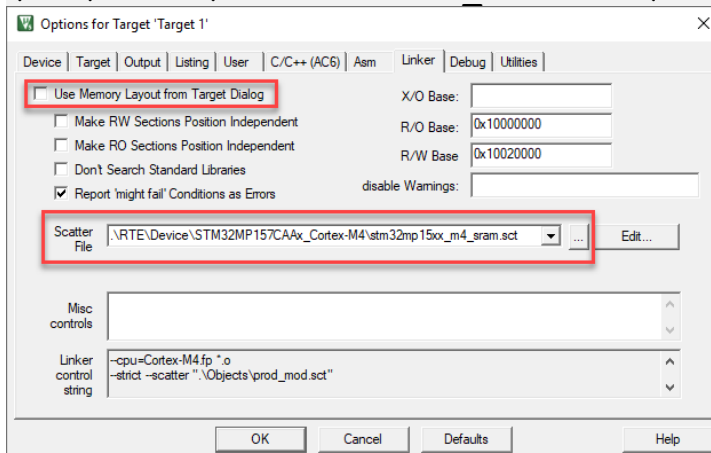 Options for Target 'Target 1'
Device Target Output Listing User C/C++ (AC6) Asm Linker Debug Utilities
Use Memory Layout from Target Dialog
X/O Base:
Make RW Sections Position Independent
R/O Base: 0x10000000
Make RO Sections Position Independent
R/W Base 0x10020000
Don't Search Standard Libraries
disable Warnings:
Report 'might fail' Conditions as Errors
Scatter File
.\RTE\Device\STM32MP157CAAx_Cortex-M4\stm32mp15xx_m4_sram.sct
...
Edit...
Misc controls
Linker control string
--cpu=Cortex-M4.fp *.o
--strict --scatter ".\Objects\prod_mod.sct"
OK Cancel Defaults Help